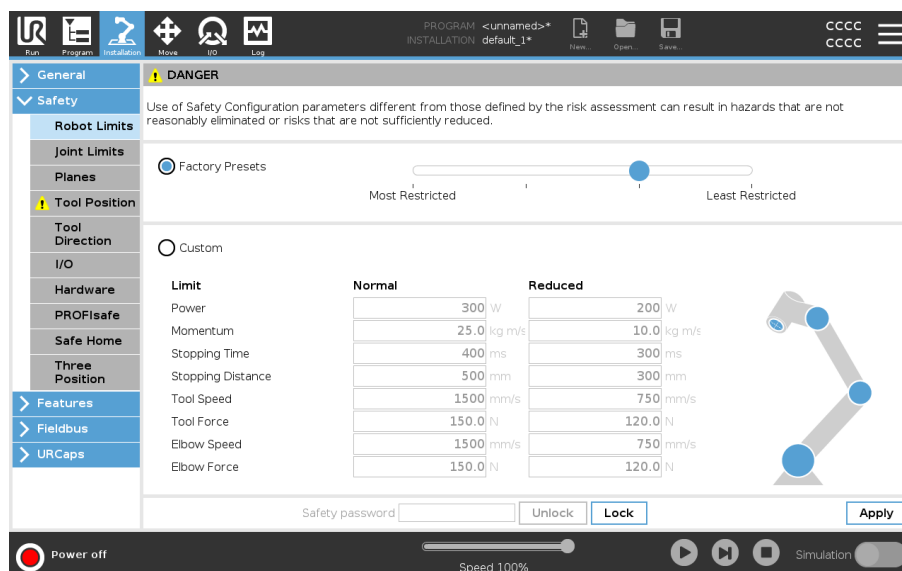 Run
Program
Installation
Move
I/O
Log
PROGRAM <unnamed>*
INSTALLATION default_1*
New...
Open...
Save...
cccc
cccc
General
Safety
Robot Limits
Joint Limits
Planes
Tool Position
Tool
Direction
I/O
Hardware
PROFIsafe
Safe Home
Three
Position
Features
Fieldbus
URCaps
DANGER
Use of Safety Configuration parameters different from those defined by the risk assessment can result in hazards that are not
reasonably eliminated or risks that are not sufficiently reduced.
Factory Presets
Most Restricted
Least Restricted
Custom
Limit Normal Reduced
Power 300 W 200 W
Momentum 25.0 kg m/s 10.0 kg m/s
Stopping Time 400 ms 300 ms
Stopping Distance 500 mm 300 mm
Tool Speed 1500 mm/s 750 mm/s
Tool Force 150.0 N 120.0 N
Elbow Speed 1500 mm/s 750 mm/s
Elbow Force 150.0 N 120.0 N
Safety password Unlock Lock Apply
Power off
Speed 100%
Simulation